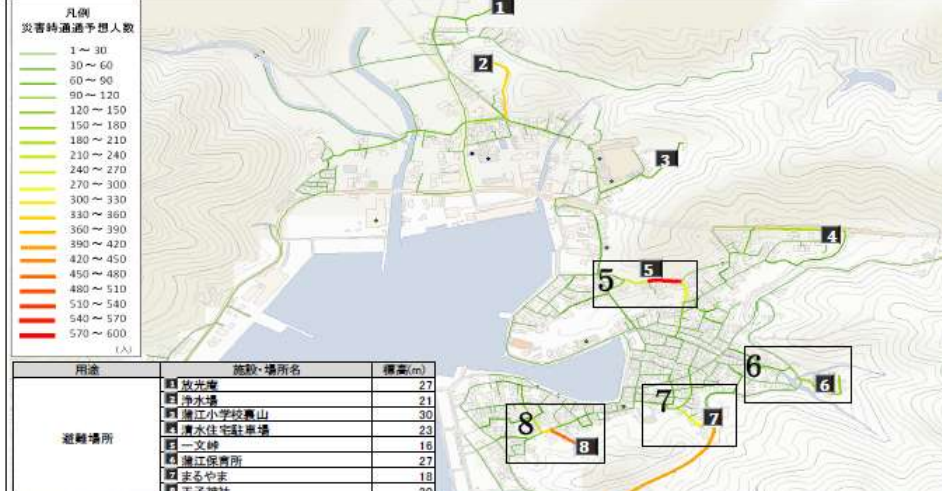 凡例
災害時通過予想人数
1 ～ 30
30 ～ 60
60 ～ 90
90 ～ 120
120 ～ 150
150 ～ 180
180 ～ 210
210 ～ 240
240 ～ 270
270 ～ 300
300 ～ 330
330 ～ 360
360 ～ 390
390 ～ 420
420 ～ 450
450 ～ 480
480 ～ 510
510 ～ 540
540 ～ 570
570 ～ 600
(人)
1
2
3
4
5 5
6 6
7 7
8 8
用途 施設・場所名 標高(m)
避難場所
1 放光庵 27
2 浄水場 21
3 蒲江小学校裏山 30
4 清水住宅駐車場 23
5 一文峠 16
6 蒲江保育所 27
7 まるやま 18
8 王子神社